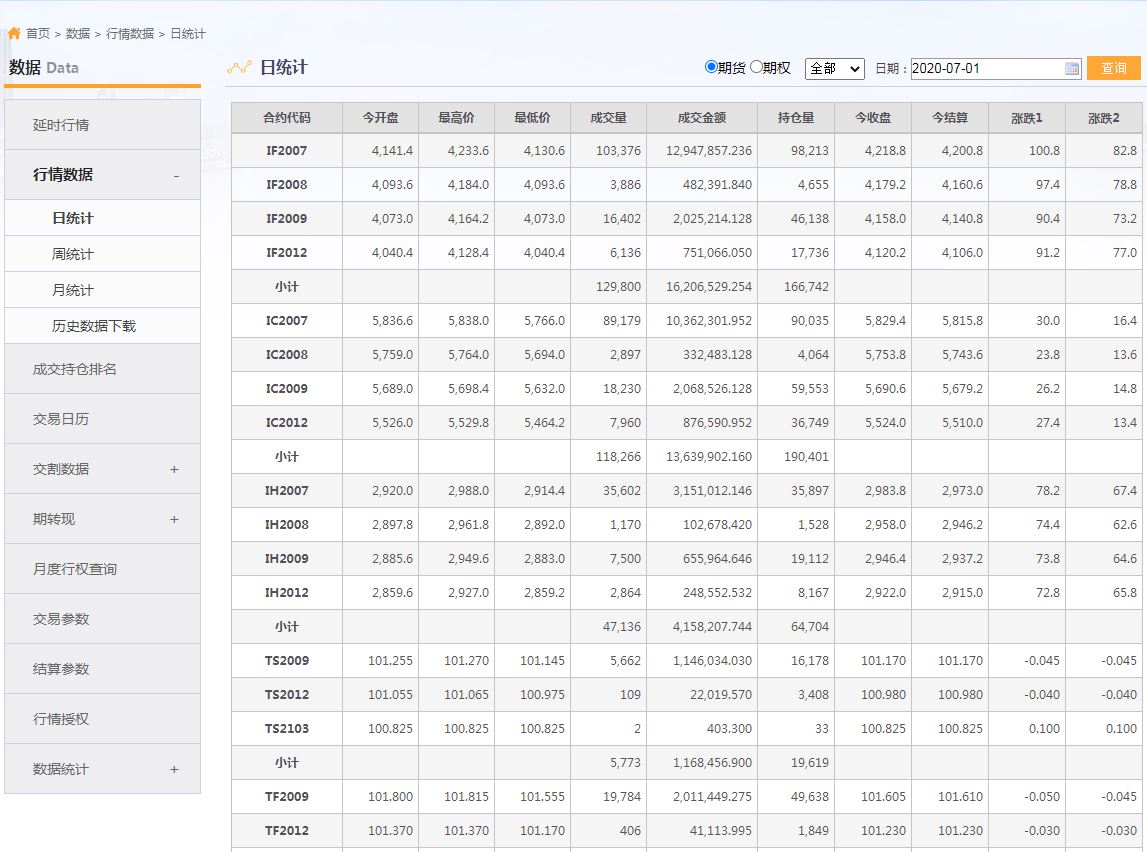 首页 > 数据 > 行情数据 > 日统计
数据 Data
延时行情
行情数据 -
日统计
周统计
月统计
历史数据下载
成交持仓排名
交易日历
交割数据 +
期转现 +
月度行权查询
交易参数
结算参数
行情授权
数据统计 +
日统计 期货 期权 全部 日期：2020-07-01 查询
合约代码 今开盘 最高价 最低价 成交量 成交金额 持仓量 今收盘 今结算 涨跌1 涨跌2
IF2007 4,141.4 4,233.6 4,130.6 103,376 12,947,857.236 98,213 4,218.8 4,200.8 100.8 82.8
IF2008 4,093.6 4,184.0 4,093.6 3,886 482,391.840 4,655 4,179.2 4,160.6 97.4 78.8
IF2009 4,073.0 4,164.2 4,073.0 16,402 2,025,214.128 46,138 4,158.0 4,140.8 90.4 73.2
IF2012 4,040.4 4,128.4 4,040.4 6,136 751,066.050 17,736 4,120.2 4,106.0 91.2 77.0
小计 129,800 16,206,529.254 166,742
IC2007 5,836.6 5,838.0 5,766.0 89,179 10,362,301.952 90,035 5,829.4 5,815.8 30.0 16.4
IC2008 5,759.0 5,764.0 5,694.0 2,897 332,483.128 4,064 5,753.8 5,743.6 23.8 13.6
IC2009 5,689.0 5,698.4 5,632.0 18,230 2,068,526.128 59,553 5,690.6 5,679.2 26.2 14.8
IC2012 5,526.0 5,529.8 5,464.2 7,960 876,590.952 36,749 5,524.0 5,510.0 27.4 13.4
小计 118,266 13,639,902.160 190,401
IH2007 2,920.0 2,988.0 2,914.4 35,602 3,151,012.146 35,897 2,983.8 2,973.0 78.2 67.4
IH2008 2,897.8 2,961.8 2,892.0 1,170 102,678.420 1,528 2,958.0 2,946.2 74.4 62.6
IH2009 2,885.6 2,949.6 2,883.0 7,500 655,964.646 19,112 2,946.4 2,937.2 73.8 64.6
IH2012 2,859.6 2,927.0 2,859.2 2,864 248,552.532 8,167 2,922.0 2,915.0 72.8 65.8
小计 47,136 4,158,207.744 64,704
TS2009 101.255 101.270 101.145 5,662 1,146,034.030 16,178 101.170 101.170 -0.045 -0.045
TS2012 101.055 101.065 100.975 109 22,019.570 3,408 100.980 100.980 -0.040 -0.040
TS2103 100.825 100.825 100.825 2 403.300 33 100.825 100.825 0.100 0.100
小计 5,773 1,168,456.900 19,619
TF2009 101.800 101.815 101.555 19,784 2,011,449.275 49,638 101.605 101.610 -0.050 -0.045
TF2012 101.370 101.370 101.170 406 41,113.995 1,849 101.230 101.230 -0.030 -0.030